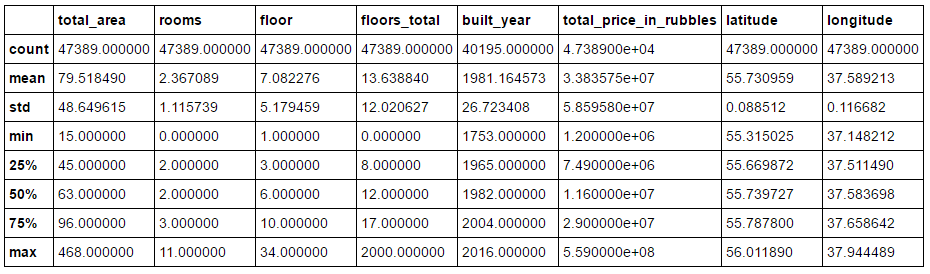 total_area rooms floor floors_total built_year total_price_in_rubbles latitude longitude
count 47389.000000 47389.000000 47389.000000 47389.000000 40195.000000 4.738900e+04 47389.000000 47389.000000
mean 79.518490 2.367089 7.082276 13.638840 1981.164573 3.383575e+07 55.730959 37.589213
std 48.649615 1.115739 5.179459 12.020627 26.723408 5.859580e+07 0.088512 0.116682
min 15.000000 0.000000 1.000000 0.000000 1753.000000 1.200000e+06 55.315025 37.148212
25% 45.000000 2.000000 3.000000 8.000000 1965.000000 7.490000e+06 55.669872 37.511490
50% 63.000000 2.000000 6.000000 12.000000 1982.000000 1.160000e+07 55.739727 37.583698
75% 96.000000 3.000000 10.000000 17.000000 2004.000000 2.900000e+07 55.787800 37.658642
max 468.000000 11.000000 34.000000 2000.000000 2016.000000 5.590000e+08 56.011890 37.944489